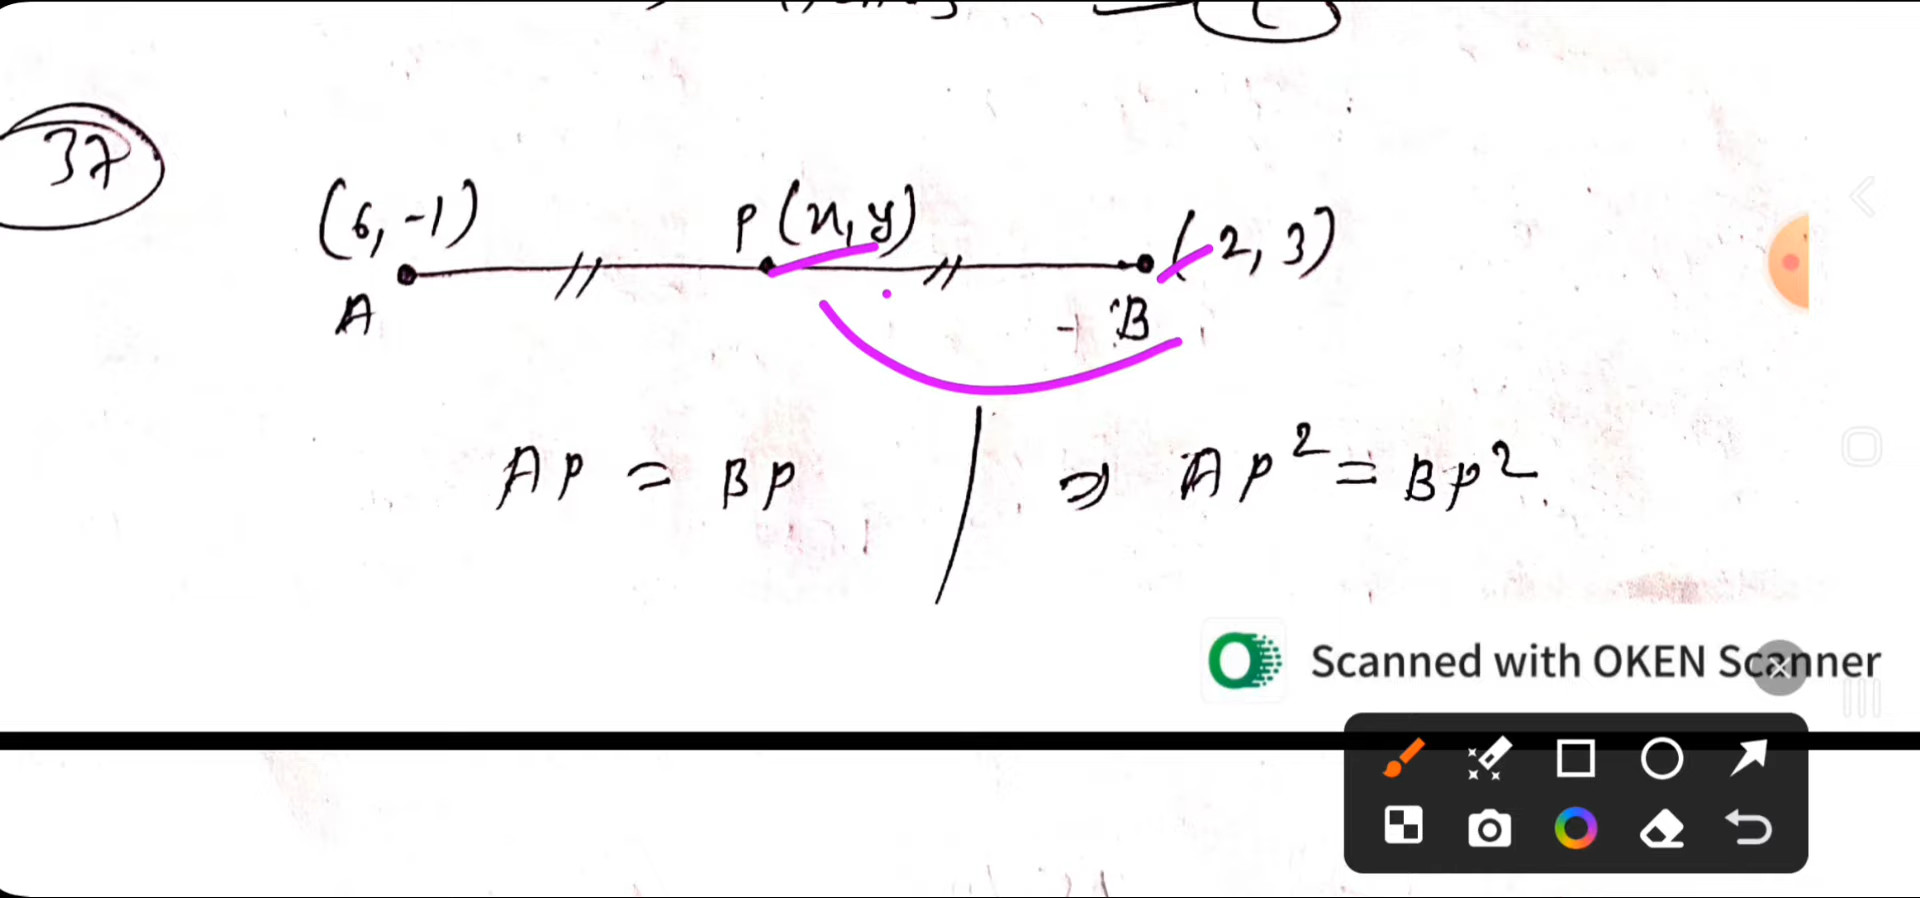 37
(6, -1) P (x, y) (2, 3)
A B
AP = BP ⇒ AP² = BP²
Scanned with OKEN Scanner